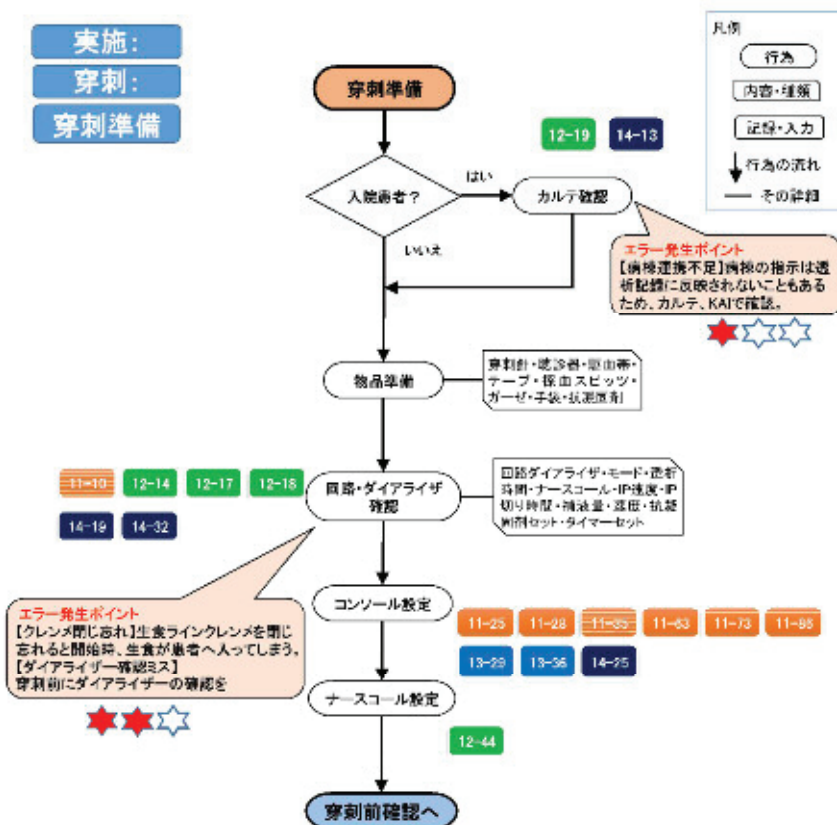 実施:
穿刺:
穿刺準備
穿刺準備
凡例
行為
内容・種類
記録・入力
行為の流れ
その詳細
12-19
14-13
入院患者?
はい
カルテ確認
いいえ
エラー発生ポイント
【病棟連携不足】病棟の指示は透
析記録に反映されないこともある
ため、カルテ、KAIで確認。
物品準備
穿刺針・聴診器・駆血帯・
テープ・採血スピッツ・
ガーゼ・手袋・抗凝固剤
11-10
12-14
12-17
12-18
14-19
14-32
回路・ダイアライザ
確認
回路ダイアライザ・モード・透析
時間・ナースコール・IP速度・IP
切り時間・補液量・温度・抗凝
固剤セット・タイマーセット
エラー発生ポイント
【クレンメ閉じ忘れ】生食ラインクレンメを閉じ
忘れると開始時、生食が患者へ入ってしまう。
【ダイアライザー確認ミス】
穿刺前にダイアライザーの確認を
コンソール設定
11-25
11-28
11-35
11-63
11-73
11-86
13-29
13-36
14-25
ナースコール設定
12-44
穿刺前確認へ